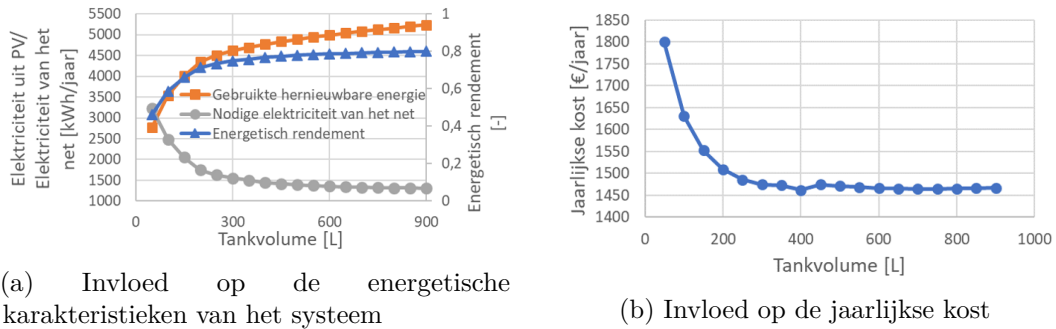 Elektriciteit uit PV/
Elektriciteit van het
net [kWh/jaar]
5500
5000
4500
4000
3500
3000
2500
2000
1500
1000
Gebruikte hernieuwbare energie
Nodige elektriciteit van het net
Energetisch rendement
0
300
600
900
Tankvolume [L]
1
0,8
0,6
0,4
0,2
0
Energetisch rendement
[-]
(a) Invloed op de energetische
karakteristieken van het systeem
Jaarlijkse kost [€/jaar]
1850
1800
1750
1700
1650
1600
1550
1500
1450
1400
0
200
400
600
800
1000
Tankvolume [L]
(b) Invloed op de jaarlijkse kost